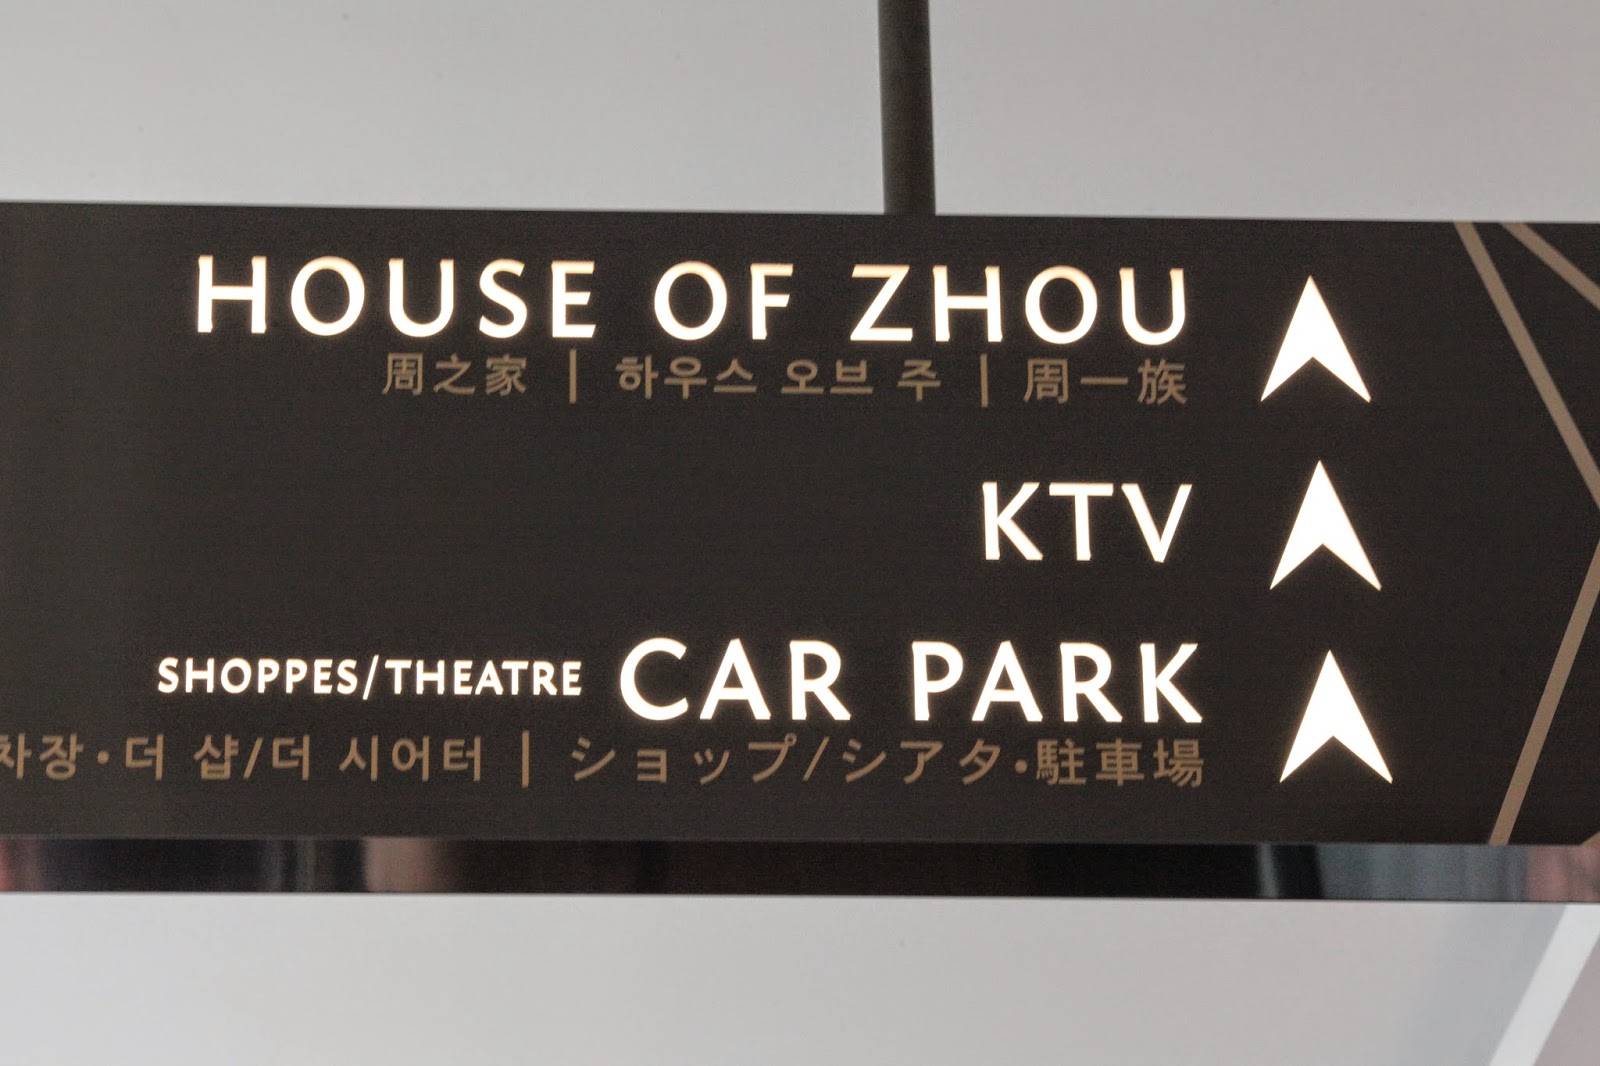 HOUSE OF ZHOU
周之家 | 하우스 오브 주 | 周一族
KTV
SHOPPES/THEATRE CAR PARK
차장·더 샵/더 시어터 | ショップ/シアタ・駐車場